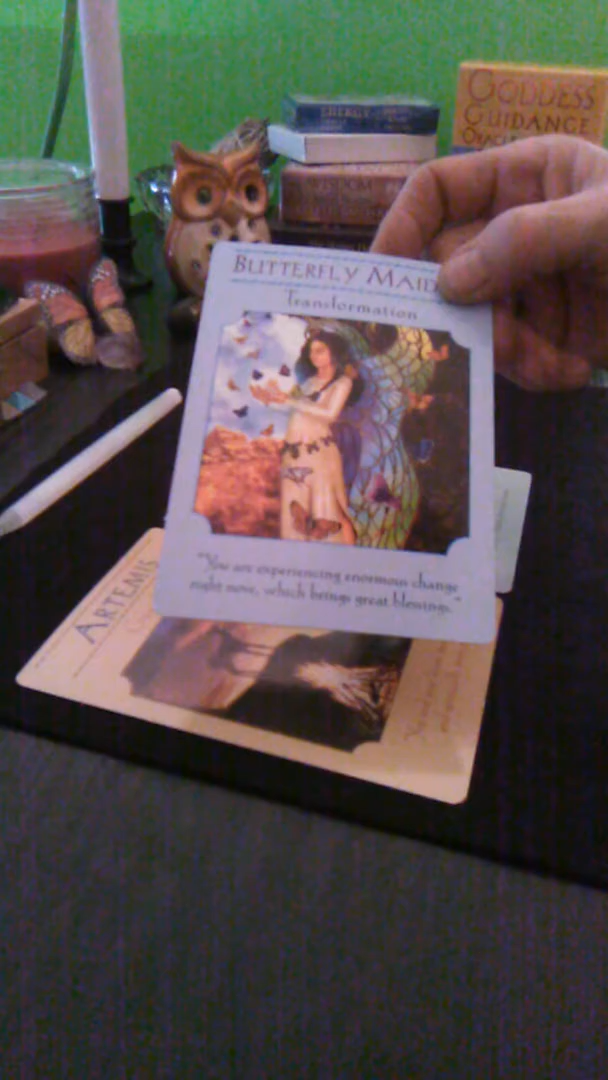 GODDESS
GUIDANCE
ORACLE
ENERGY
WISDOM
BUTTERFLY MAID
Transformation
"You are experiencing enormous change
right now, which brings great blessings."
ARTEMIS